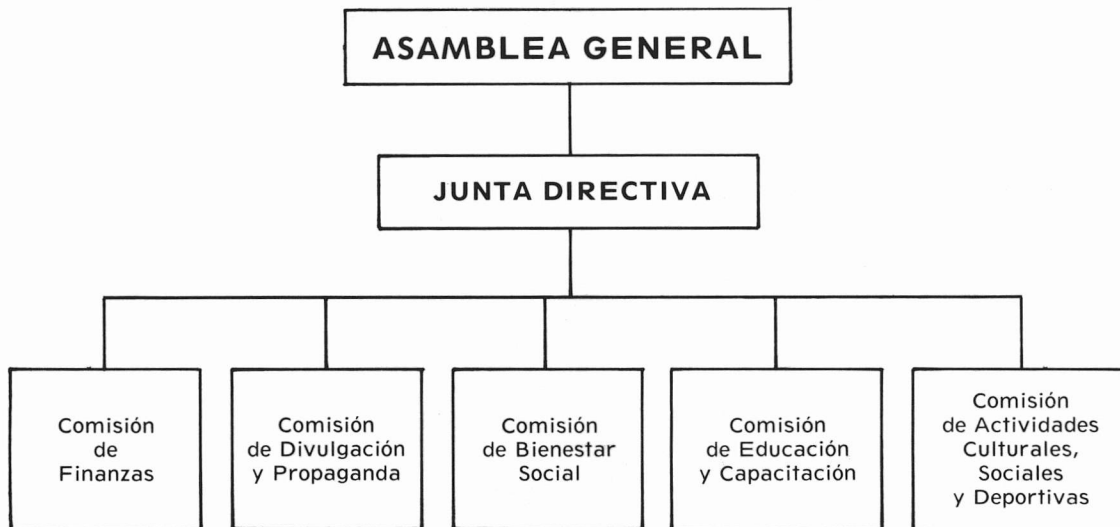 ASAMBLEA GENERAL
JUNTA DIRECTIVA
Comisión
de
Finanzas
Comisión
de Divulgación
y Propaganda
Comisión
de Bienestar
Social
Comisión
de Educación
y Capacitación
Comisión
de Actividades
Culturales,
Sociales
y Deportivas